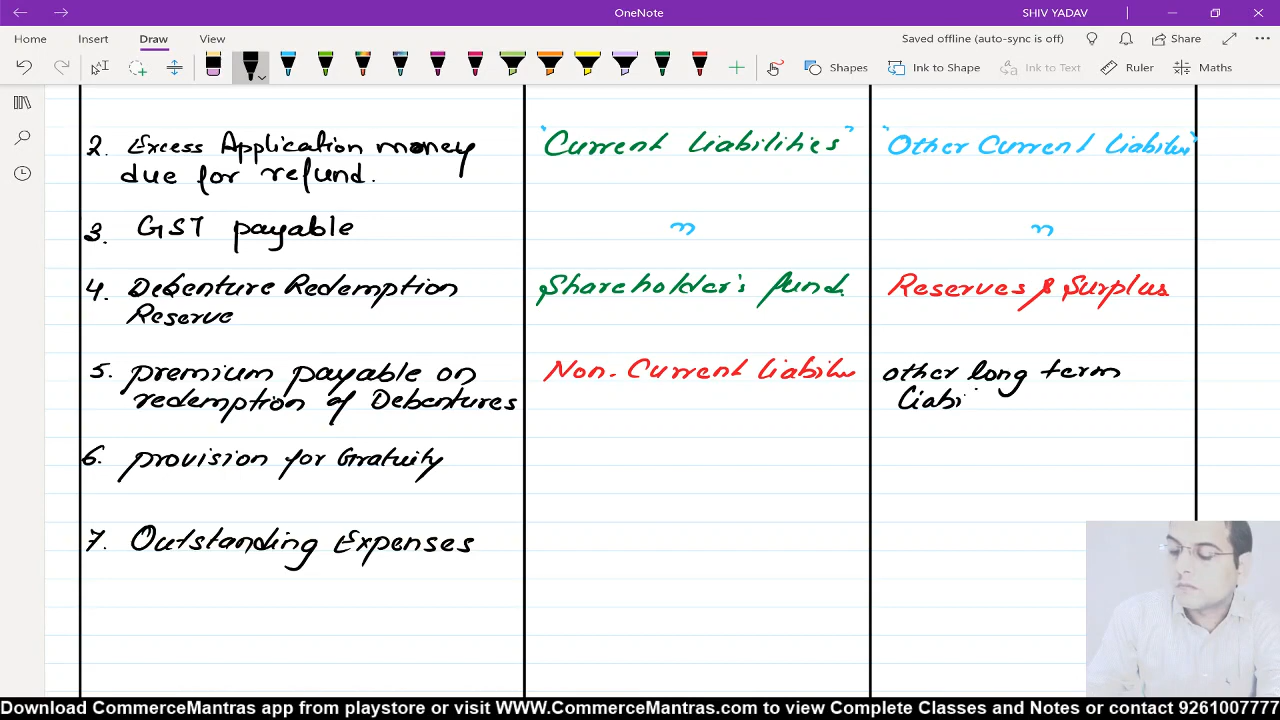 OneNote
SHIV YADAV
Home Insert Draw View
Saved offline (auto-sync is off)
Share
Shapes
Ink to Shape
Ink to Text
Ruler
Maths
2. Excess Application money
due for refund.
"Current Liabilities"
"Other Current Liabilities"
3. GST payable
"
"
4. Debenture Redemption
Reserve
Shareholder's fund.
Reserves & Surplus
5. premium payable on
redemption of Debentures
Non. Current Liabilities
other long term
Liabi
6. provision for Gratuity
7. Outstanding Expenses
Download CommerceMantras app from playstore or visit WWW.CommerceMantras.com to view Complete Classes and Notes or contact 9261007777